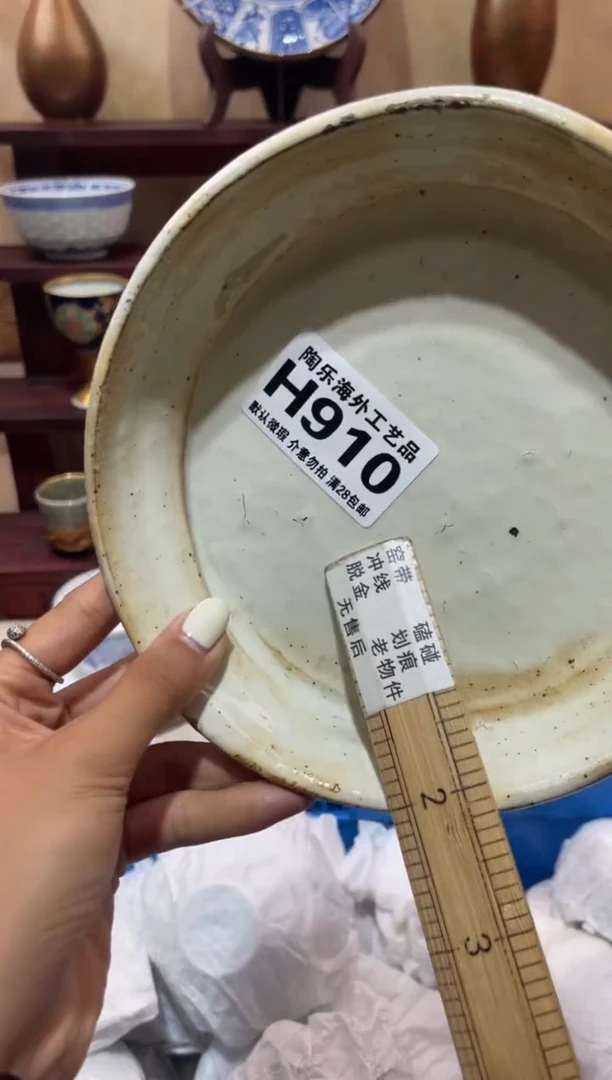 陶乐海外工艺品
H910
默认微瑕 介意勿拍 满28包邮
窑带 磕碰
冲线 划痕
脱金 老物件
无售后
2
3